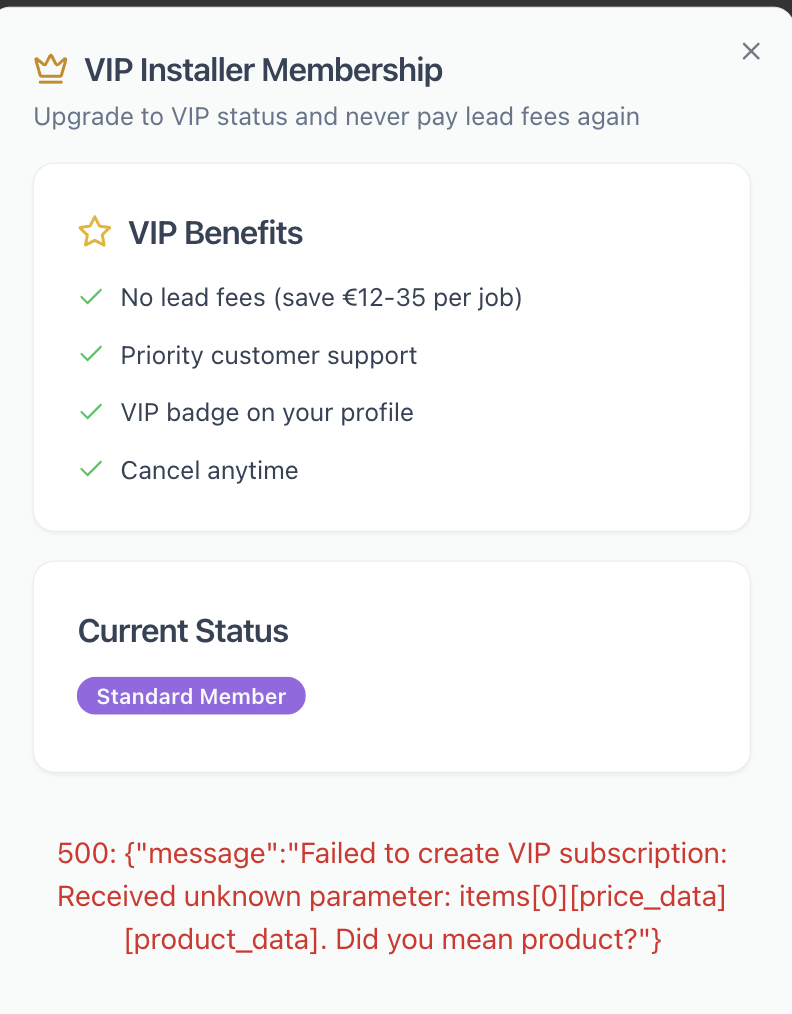 VIP Installer Membership
Upgrade to VIP status and never pay lead fees again
VIP Benefits
No lead fees (save €12-35 per job)
Priority customer support
VIP badge on your profile
Cancel anytime
Current Status
Standard Member
500: {"message":"Failed to create VIP subscription:
Received unknown parameter: items[0][price_data]
[product_data]. Did you mean product?"}